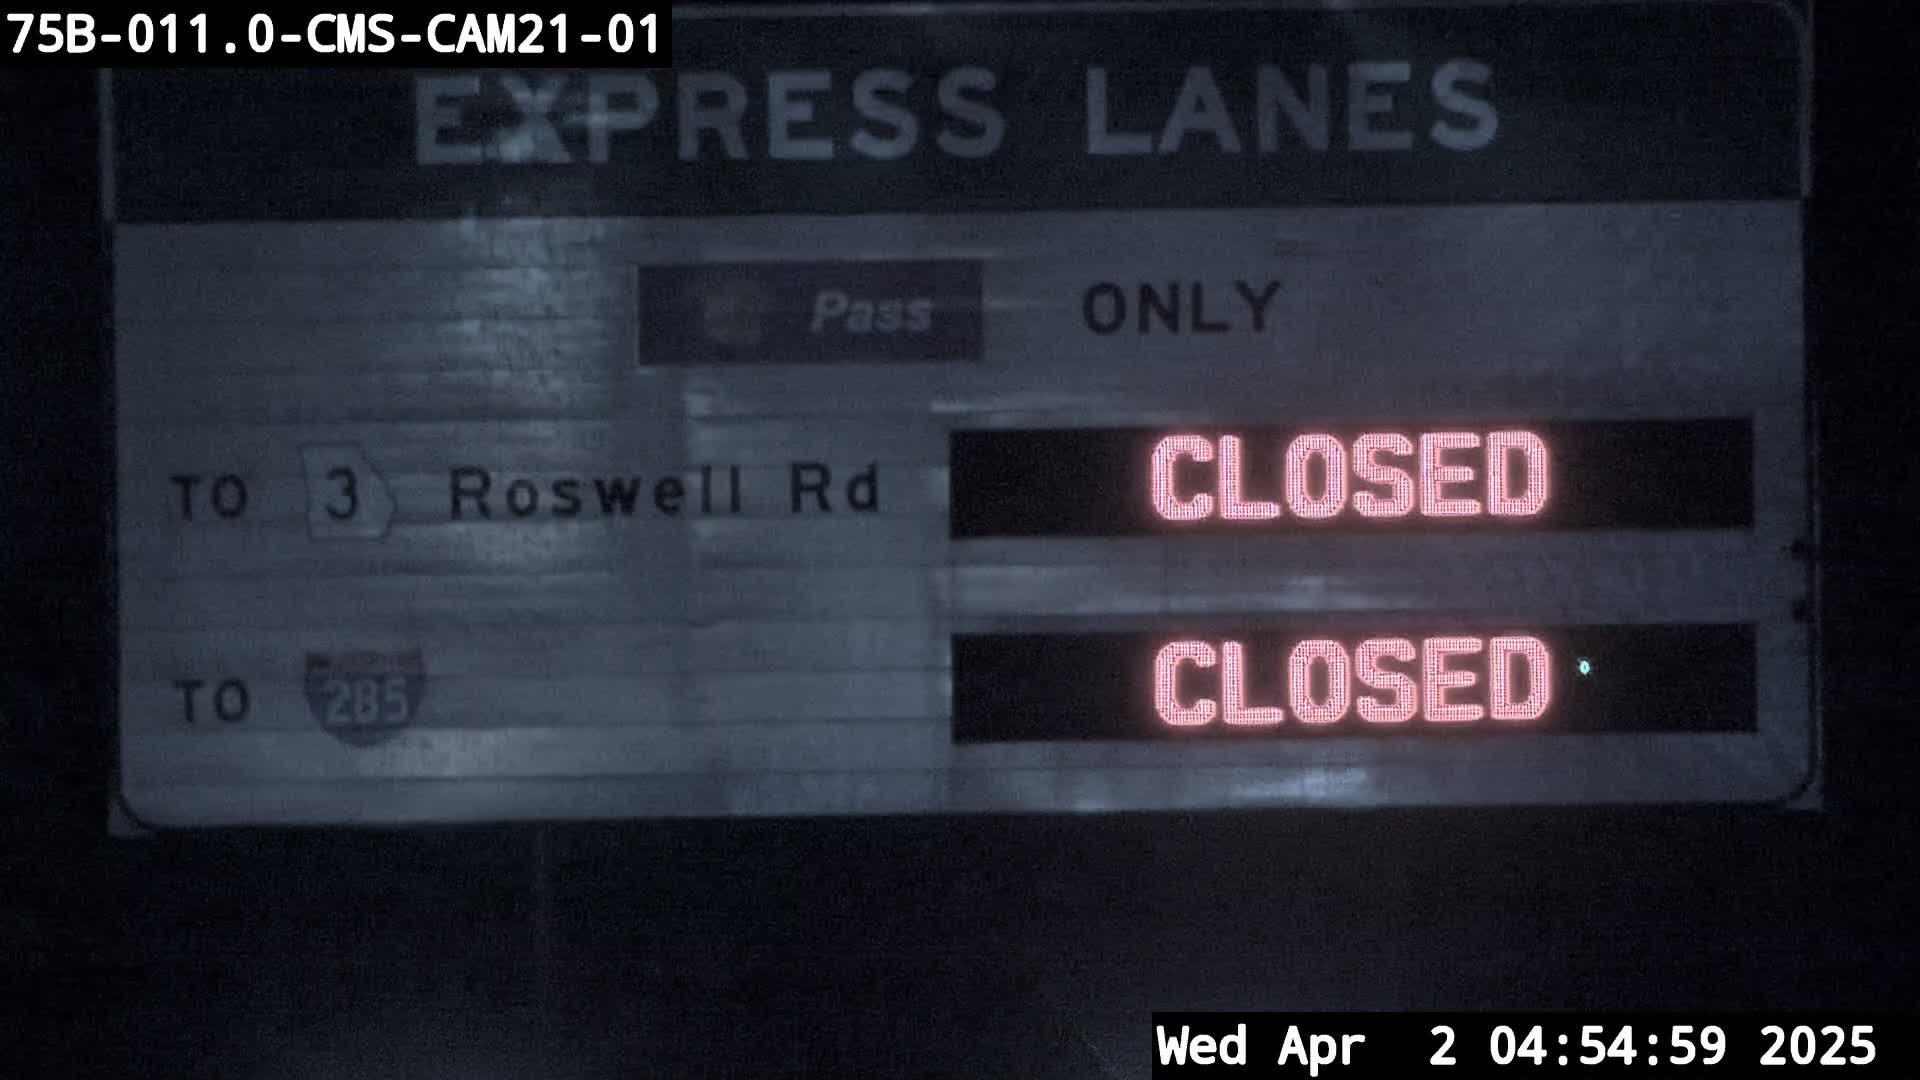 75B-011.0-CMS-CAM21-01
EXPRESS LANES
Pass ONLY
TO 3 Roswell Rd CLOSED
TO 285 CLOSED
Wed Apr 2 04:54:59 2025